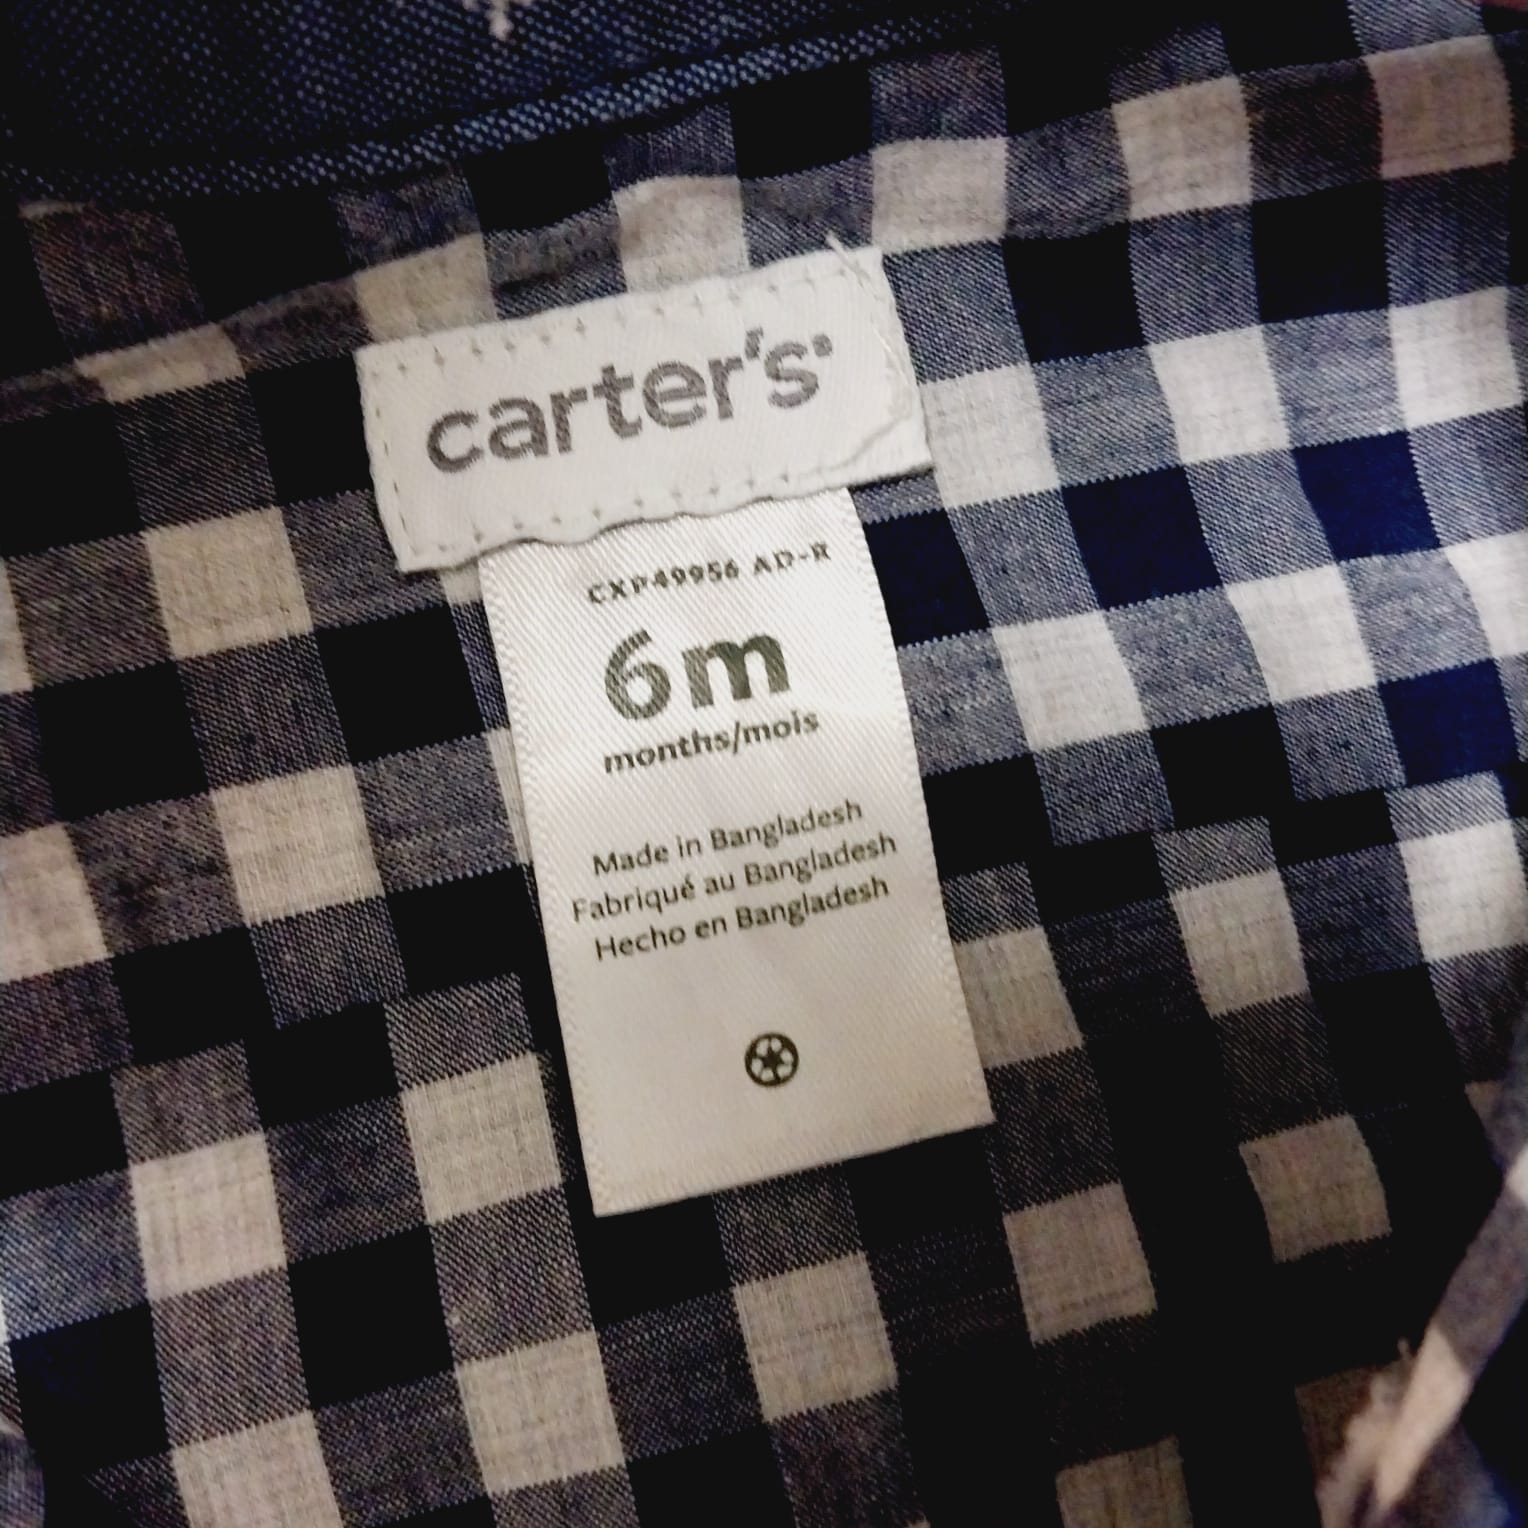 carter's
CXP49956 AD-R
6m
months/mois
Made in Bangladesh
Fabriqué au Bangladesh
Hecho en Bangladesh